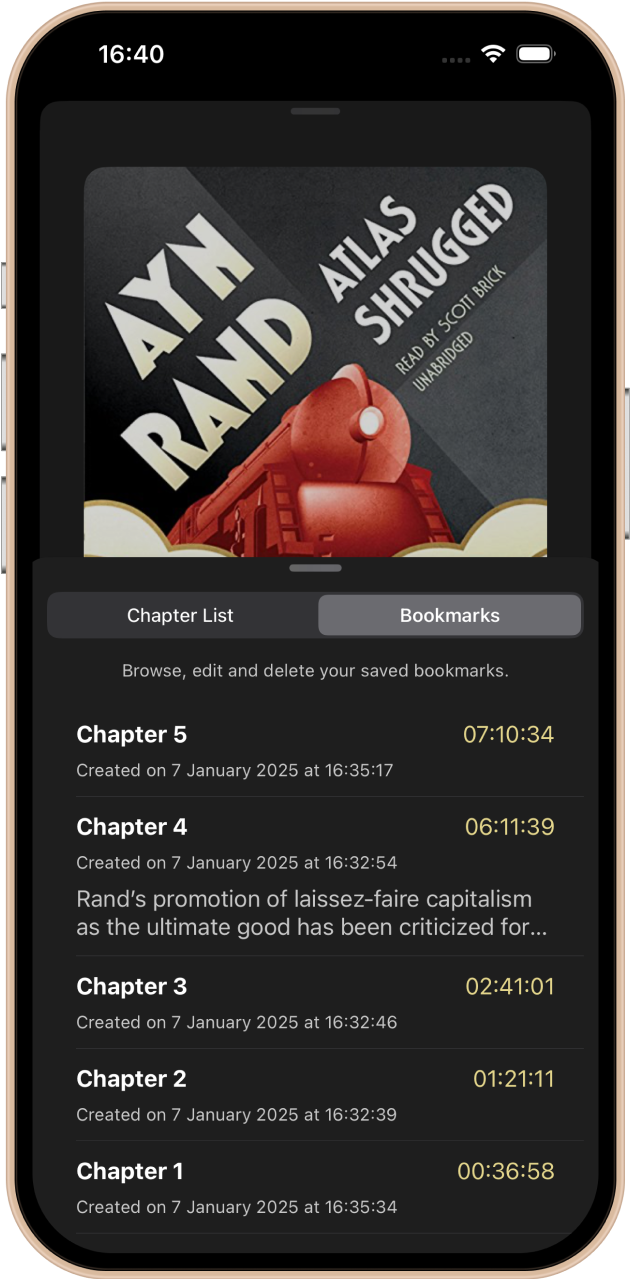 16:40
AYN
RAND
ATLAS
SHRUGGED
READ BY SCOTT BRICK
UNABRIDGED
Chapter List
Bookmarks
Browse, edit and delete your saved bookmarks.
Chapter 5
07:10:34
Created on 7 January 2025 at 16:35:17
Chapter 4
06:11:39
Created on 7 January 2025 at 16:32:54
Rand’s promotion of laissez-faire capitalism
as the ultimate good has been criticized for...
Chapter 3
02:41:01
Created on 7 January 2025 at 16:32:46
Chapter 2
01:21:11
Created on 7 January 2025 at 16:32:39
Chapter 1
00:36:58
Created on 7 January 2025 at 16:35:34